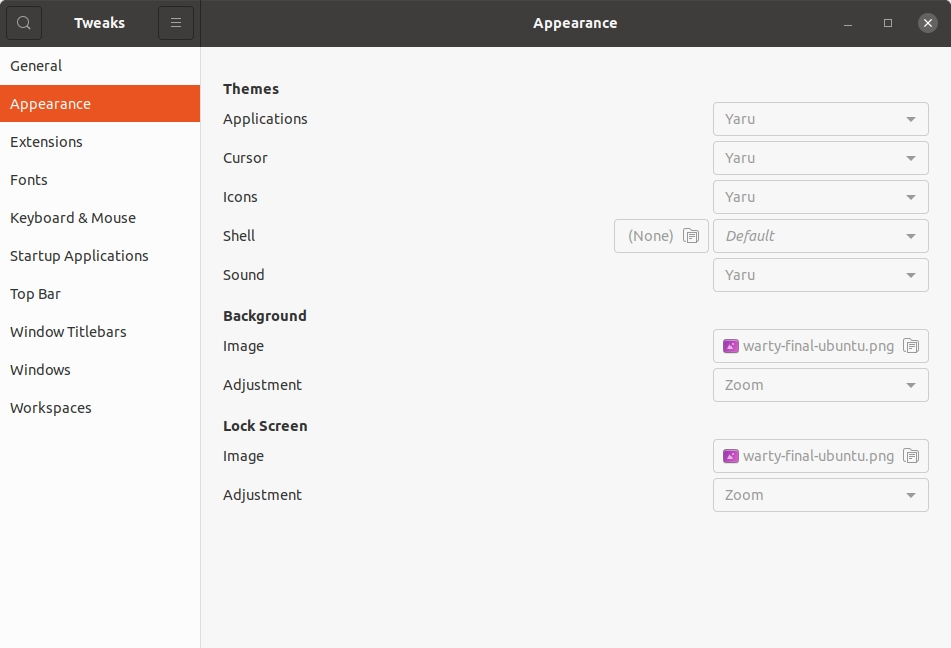 Tweaks
Appearance
General
Appearance
Extensions
Fonts
Keyboard & Mouse
Startup Applications
Top Bar
Window Titlebars
Windows
Workspaces
Themes
Applications Yaru
Cursor Yaru
Icons Yaru
Shell (None) Default
Sound Yaru
Background
Image warty-final-ubuntu.png
Adjustment Zoom
Lock Screen
Image warty-final-ubuntu.png
Adjustment Zoom